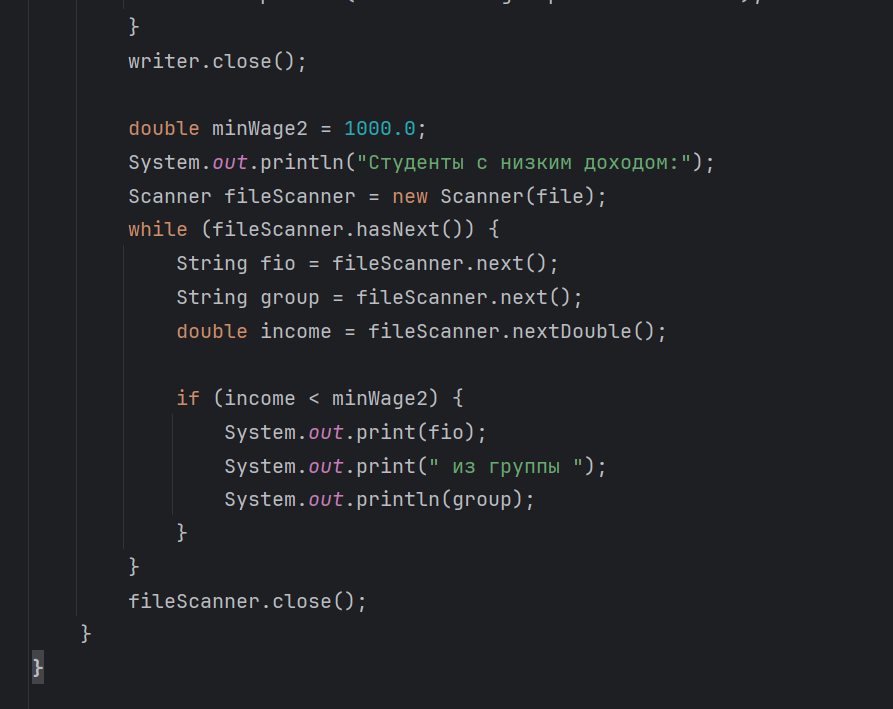 }
writer.close();
double minWage2 = 1000.0;
System.out.println("Студенты с низким доходом:");
Scanner fileScanner = new Scanner(file);
while (fileScanner.hasNext()) {
String fio = fileScanner.next();
String group = fileScanner.next();
double income = fileScanner.nextDouble();
if (income < minWage2) {
System.out.print(fio);
System.out.print(" из группы ");
System.out.println(group);
}
}
fileScanner.close();
}
}